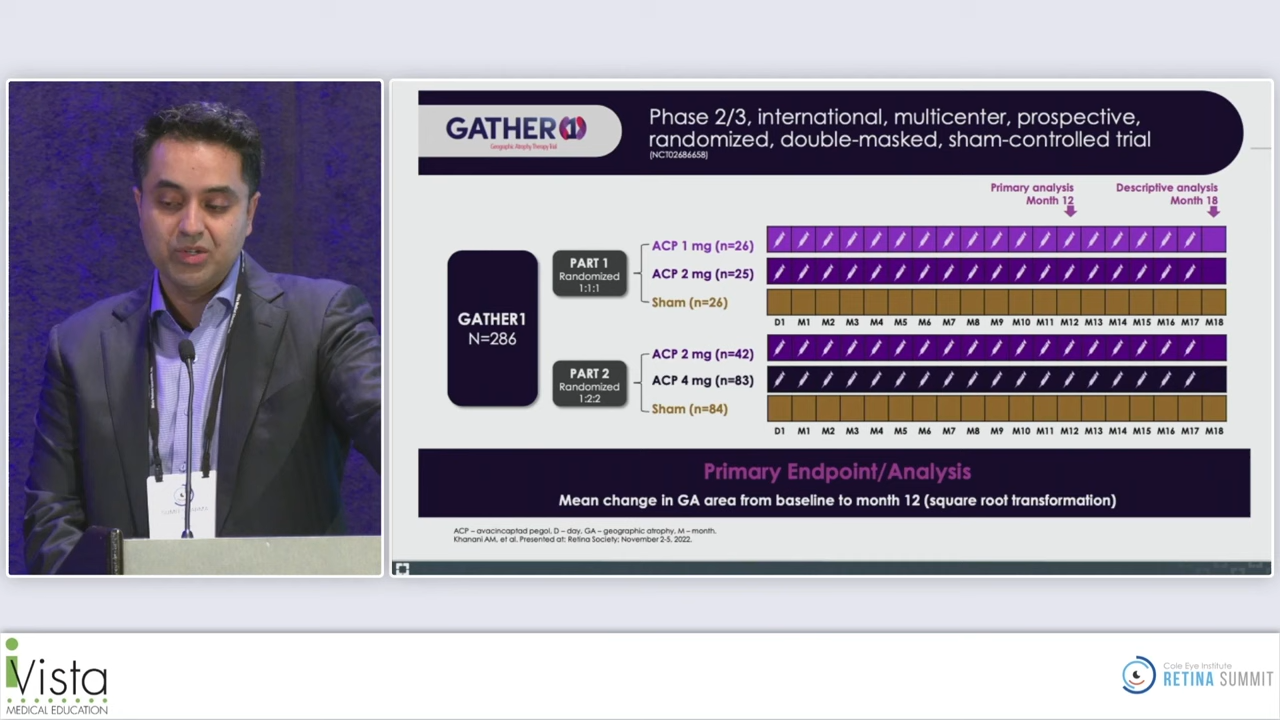 GATHER1
Geographic Atrophy Therapy Trial
Phase 2/3, international, multicenter, prospective,
randomized, double-masked, sham-controlled trial
(NCT02686658)
Primary analysis
Month 12
Descriptive analysis
Month 18
GATHER1
N=286
PART 1
Randomized
1:1:1
ACP 1 mg (n=26)
ACP 2 mg (n=25)
Sham (n=26)
D1 M1 M2 M3 M4 M5 M6 M7 M8 M9 M10 M11 M12 M13 M14 M15 M16 M17 M18
PART 2
Randomized
1:2:2
ACP 2 mg (n=42)
ACP 4 mg (n=83)
Sham (n=84)
D1 M1 M2 M3 M4 M5 M6 M7 M8 M9 M10 M11 M12 M13 M14 M15 M16 M17 M18
Primary Endpoint/Analysis
Mean change in GA area from baseline to month 12 (square root transformation)
ACP – avacincaptad pegol, D – day, GA – geographic atrophy, M – month.
Khanani AM, et al. Presented at: Retina Society; November 2-5, 2022.
iVista
MEDICAL EDUCATION
Cole Eye Institute
RETINA SUMMIT